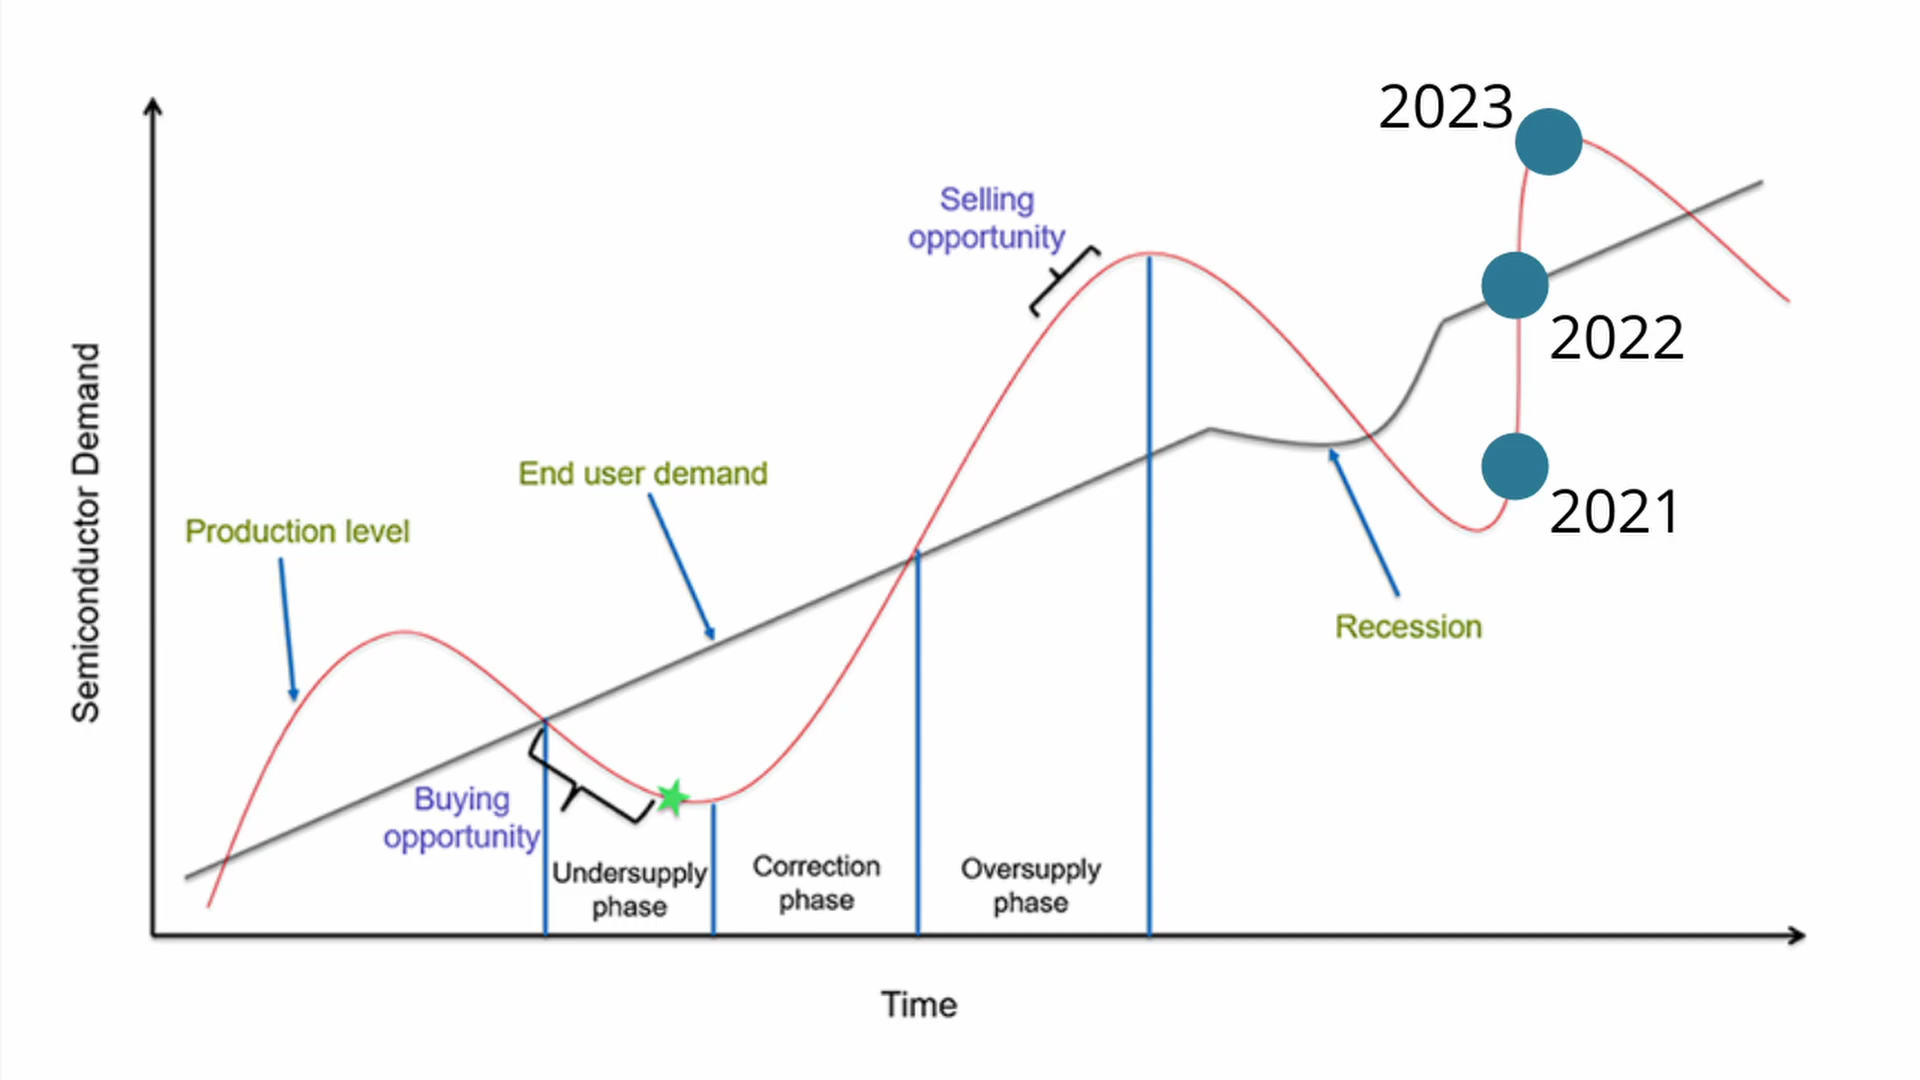 2023
Selling
opportunity
2022
Semiconductor Demand
End user demand
Production level
2021
Recession
Buying
opportunity
Undersupply
phase
Correction
phase
Oversupply
phase
Time